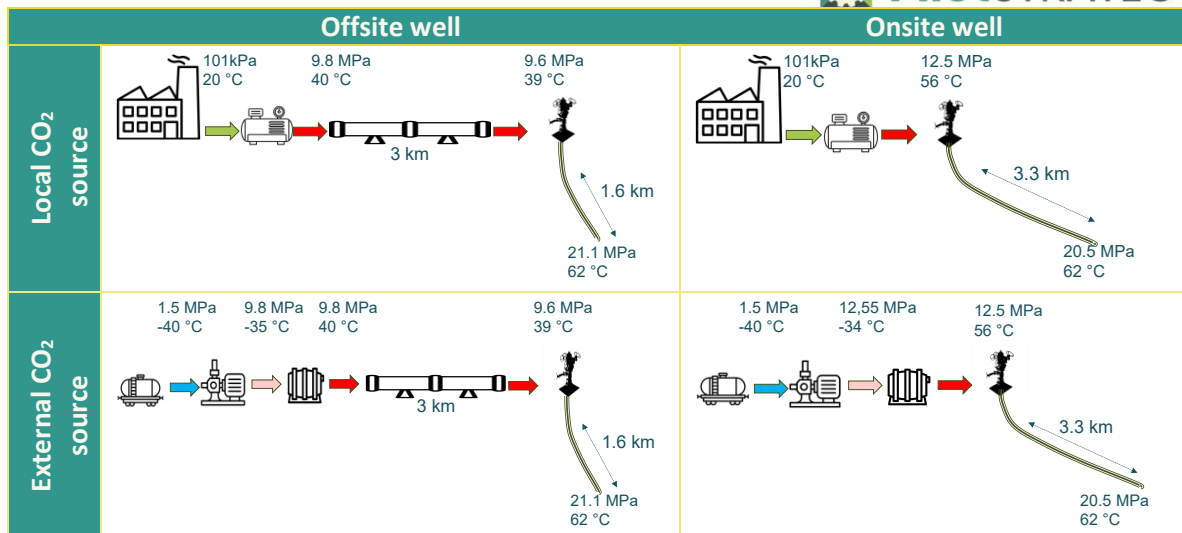 Offsite well
Onsite well
Local CO₂
source
101kPa
20 °C
9.8 MPa
40 °C
9.6 MPa
39 °C
3 km
1.6 km
21.1 MPa
62 °C
101kPa
20 °C
12.5 MPa
56 °C
3.3 km
20.5 MPa
62 °C
External CO₂
source
1.5 MPa
-40 °C
9.8 MPa
-35 °C
9.8 MPa
40 °C
9.6 MPa
39 °C
3 km
1.6 km
21.1 MPa
62 °C
1.5 MPa
-40 °C
12,55 MPa
-34 °C
12.5 MPa
56 °C
3.3 km
20.5 MPa
62 °C